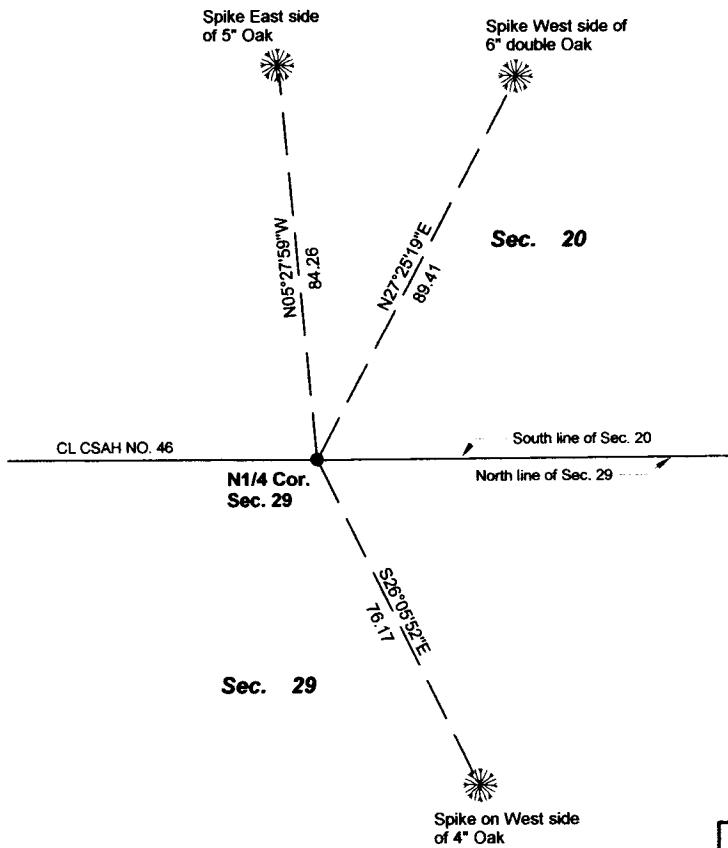 Spike East side
of 5" Oak
Spike West side of
6" double Oak
Sec. 20
N05°27'59"W
84.26
N27°25'19"E
89.41
CL CSAH NO. 46
South line of Sec. 20
North line of Sec. 29
N1/4 Cor.
Sec. 29
S26°05'52"E
76.17
Sec. 29
Spike on West side
of 4" Oak